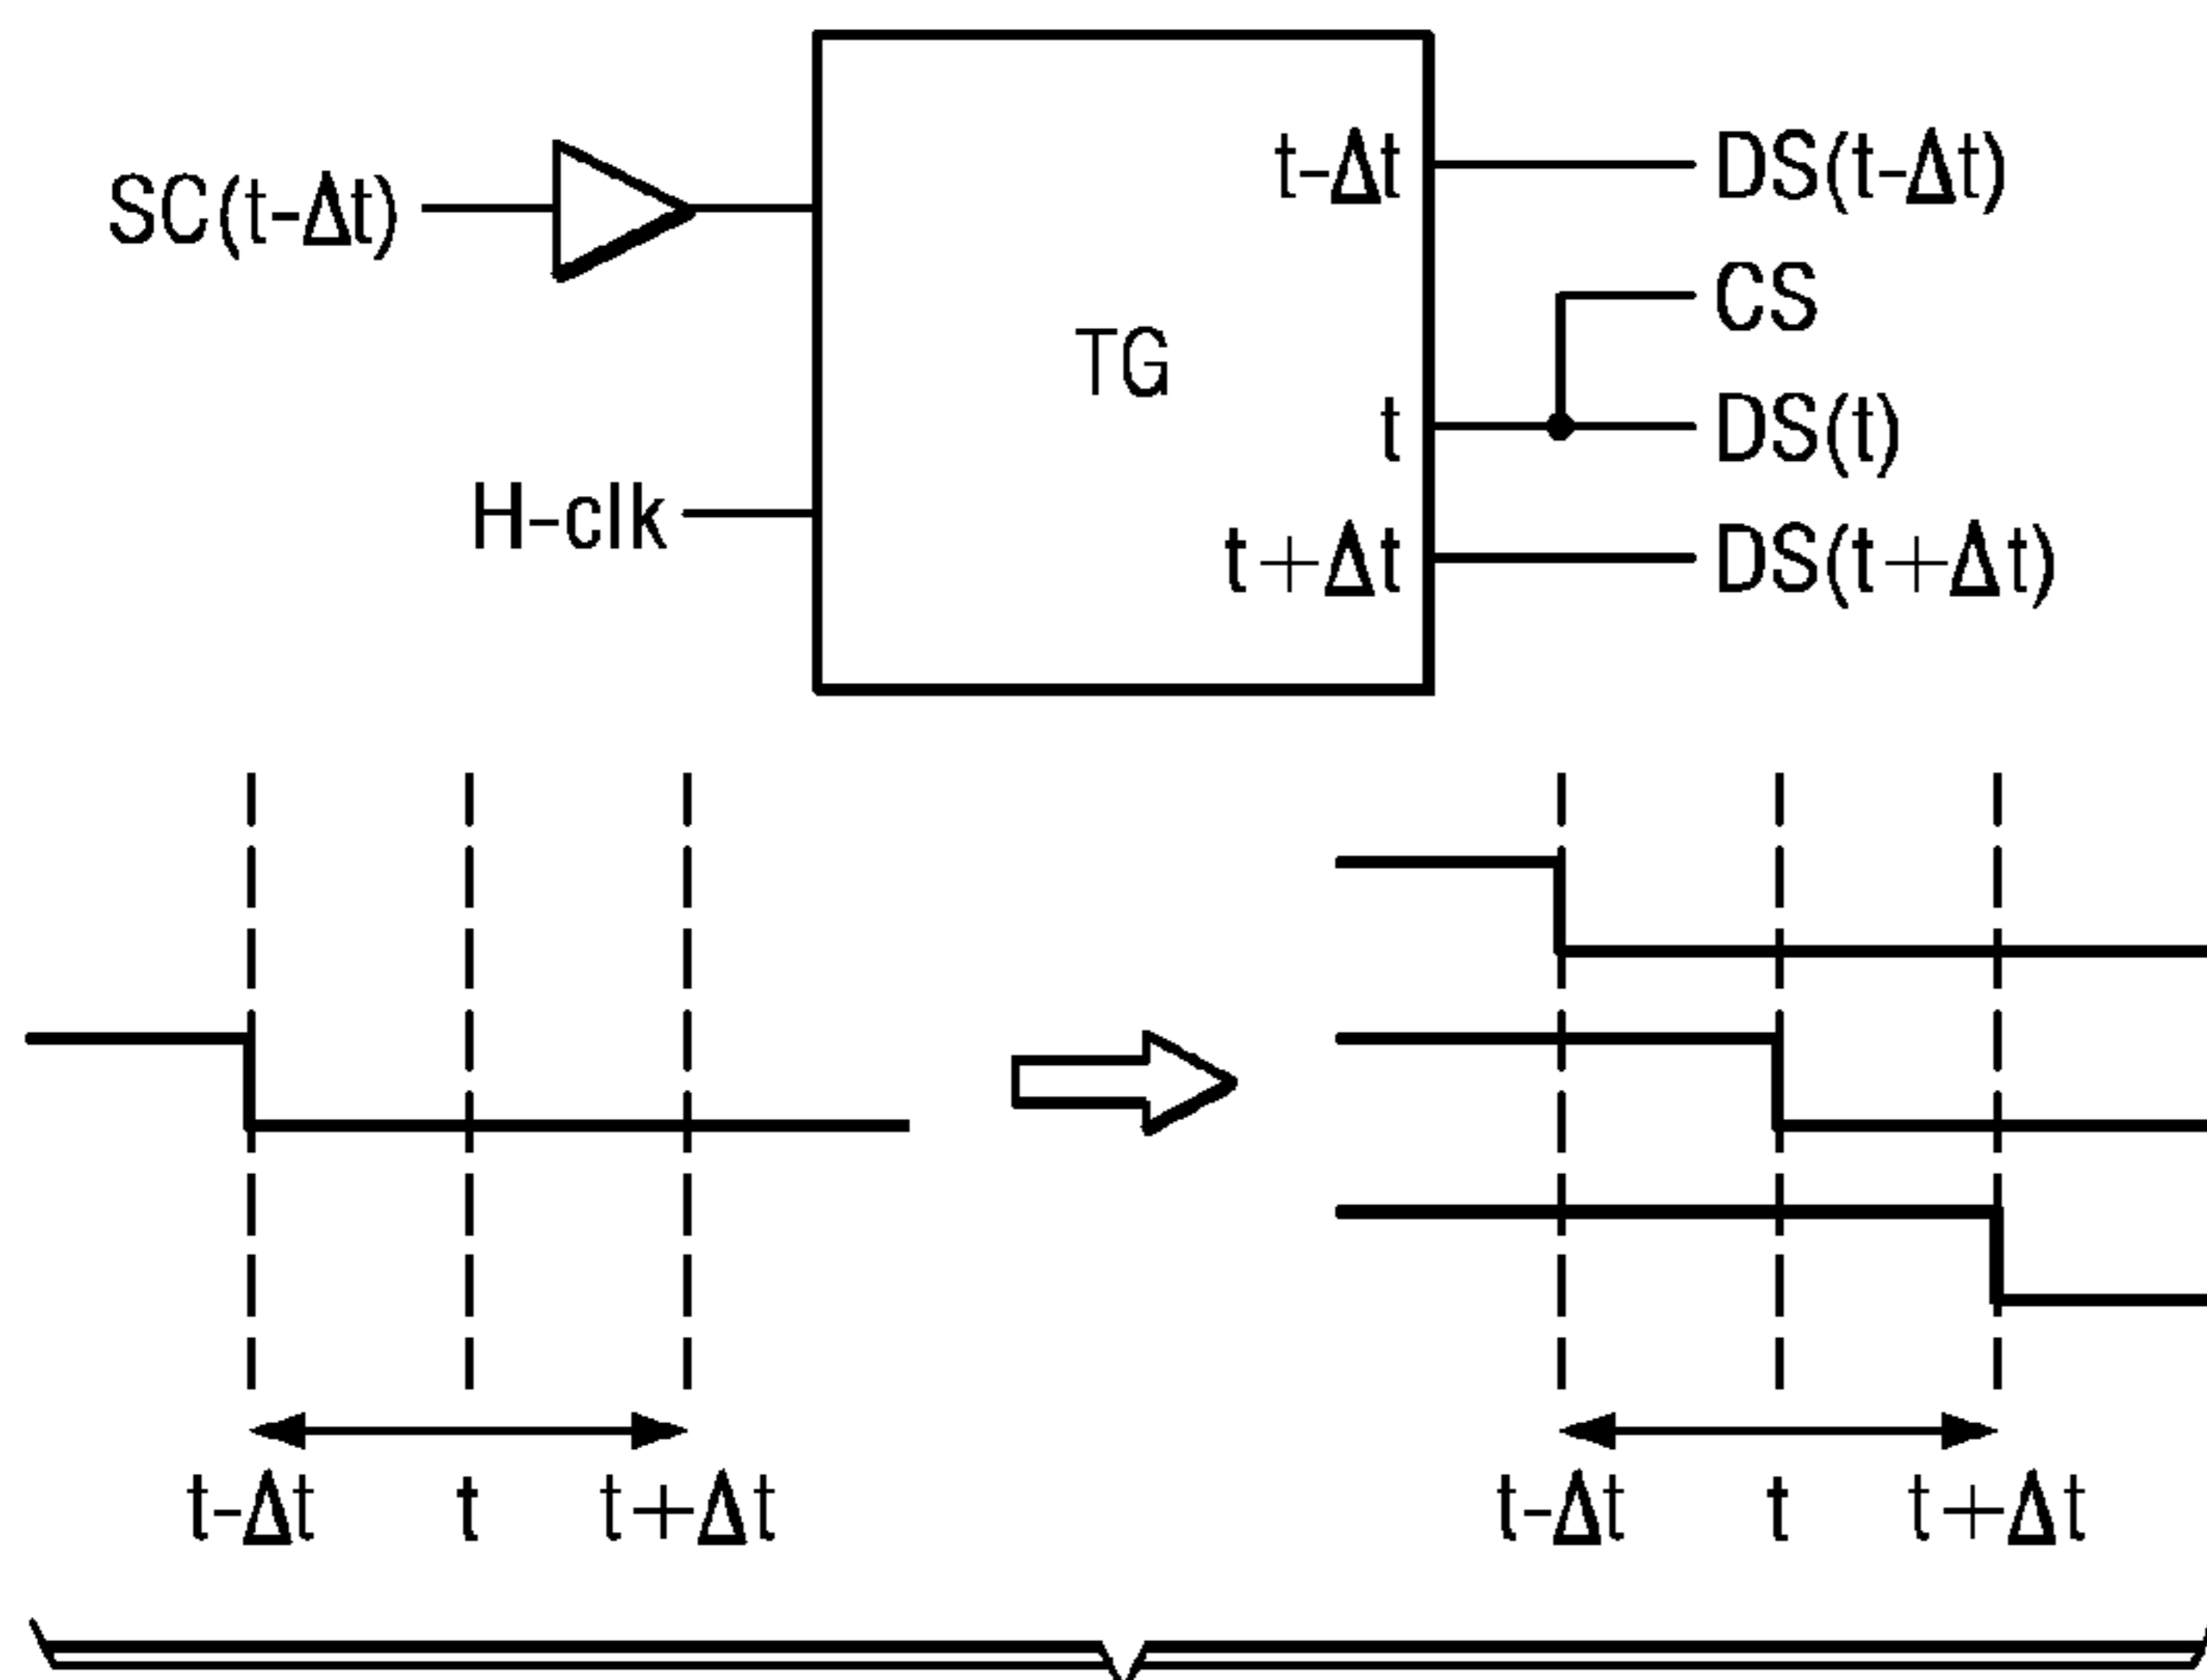 t-Δt
DS(t-Δt)
SC(t-Δt)
CS
TG
t
DS(t)
H-clk
t+Δt
DS(t+Δt)
t-Δt t t+Δt
t-Δt t t+Δt